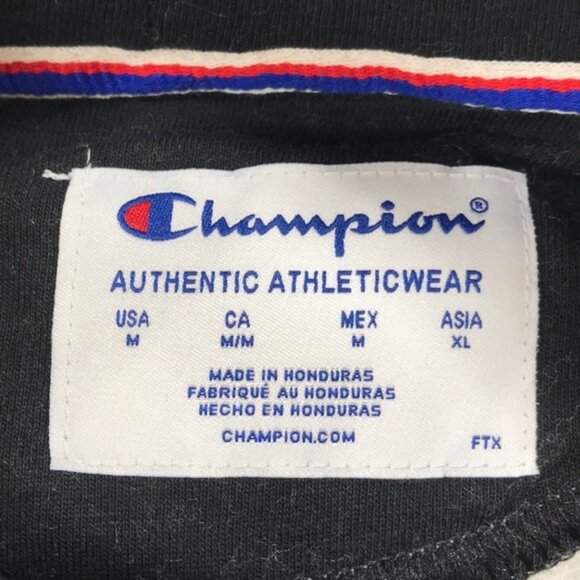 Champion®
AUTHENTIC ATHLETICWEAR
USA CA MEX ASIA
M M/M M XL
MADE IN HONDURAS
FABRIQUÉ AU HONDURAS
HECHO EN HONDURAS
CHAMPION.COM
FTX